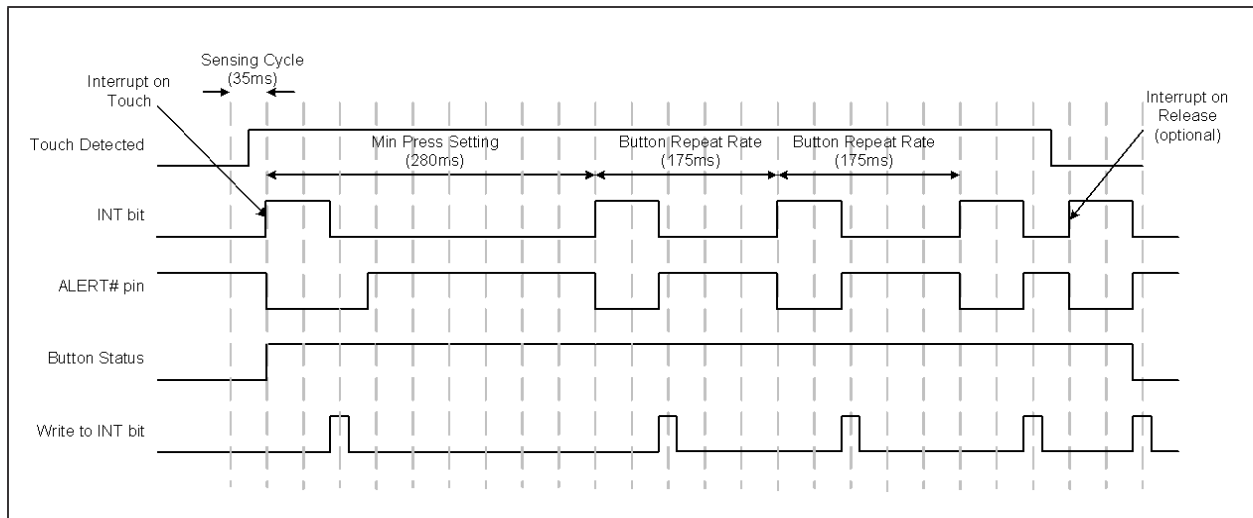 Sensing Cycle
(35ms)
Interrupt on
Touch
Interrupt on
Release
(optional)
Touch Detected
Min Press Setting
(280ms)
Button Repeat Rate
(175ms)
Button Repeat Rate
(175ms)
INT bit
ALERT# pin
Button Status
Write to INT bit